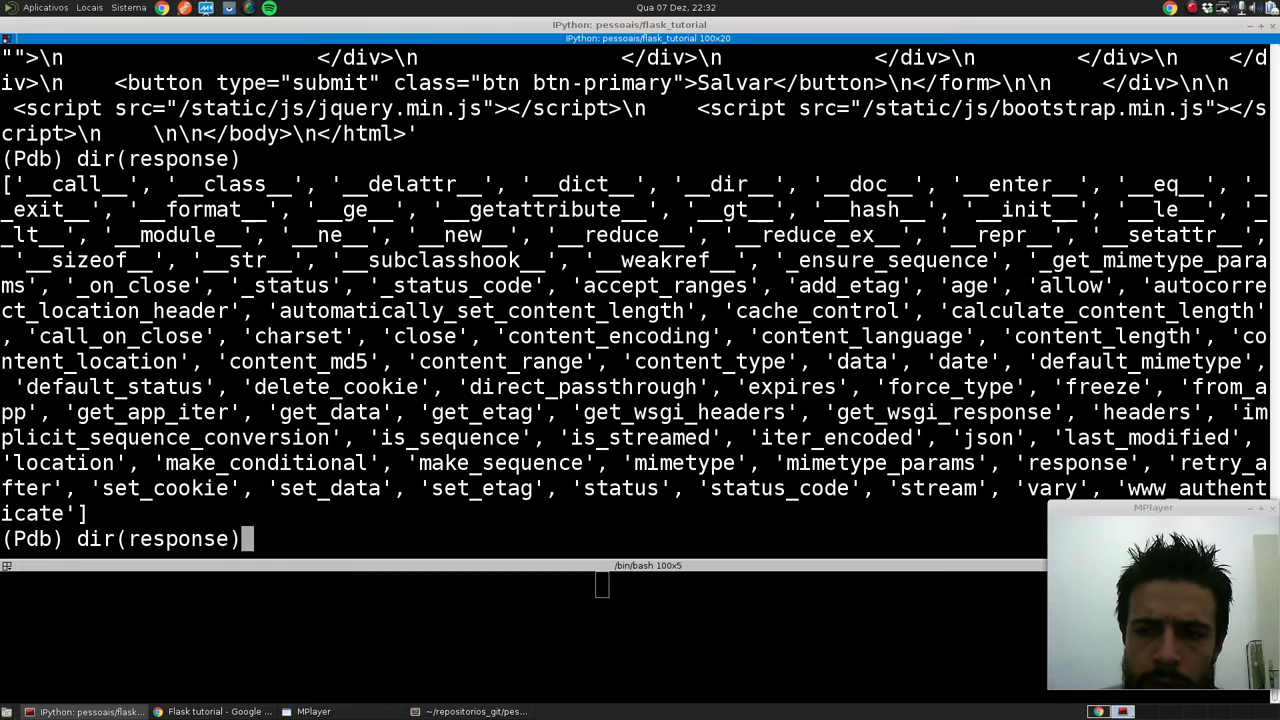 Aplicativos Locais Sistema Qua 07 Dez, 22:32
IPython: pessoais/flask_tutorial
IPython: pessoais/flask_tutorial 100x20
"">\n                </div>\n                </div>\n            </div>\n        </div>\n    </d
iv>\n    <button type="submit" class="btn btn-primary">Salvar</button>\n</form>\n\n    </div>\n\n
<script src="/static/js/jquery.min.js"></script>\n    <script src="/static/js/bootstrap.min.js"></s
cript>\n    \n\n</body>\n</html>'
(Pdb) dir(response)
['__call__', '__class__', '__delattr__', '__dict__', '__dir__', '__doc__', '__enter__', '__eq__', '_
_exit__', '__format__', '__ge__', '__getattribute__', '__gt__', '__hash__', '__init__', '__le__', '_
_lt__', '__module__', '__ne__', '__new__', '__reduce__', '__reduce_ex__', '__repr__', '__setattr__',
'__sizeof__', '__str__', '__subclasshook__', '__weakref__', '_ensure_sequence', '_get_mimetype_para
ms', '_on_close', '_status', '_status_code', 'accept_ranges', 'add_etag', 'age', 'allow', 'autocorre
ct_location_header', 'automatically_set_content_length', 'cache_control', 'calculate_content_length'
, 'call_on_close', 'charset', 'close', 'content_encoding', 'content_language', 'content_length', 'co
ntent_location', 'content_md5', 'content_range', 'content_type', 'data', 'date', 'default_mimetype',
'default_status', 'delete_cookie', 'direct_passthrough', 'expires', 'force_type', 'freeze', 'from_a
pp', 'get_app_iter', 'get_data', 'get_etag', 'get_wsgi_headers', 'get_wsgi_response', 'headers', 'im
plicit_sequence_conversion', 'is_sequence', 'is_streamed', 'iter_encoded', 'json', 'last_modified',
'location', 'make_conditional', 'make_sequence', 'mimetype', 'mimetype_params', 'response', 'retry_a
fter', 'set_cookie', 'set_data', 'set_etag', 'status', 'status_code', 'stream', 'vary', 'www_authent
icate']
(Pdb) dir(response)
MPlayer
/bin/bash 100x5
IPython: pessoais/flask... Flask tutorial - Google ... MPlayer ~/repositorios_git/pes...